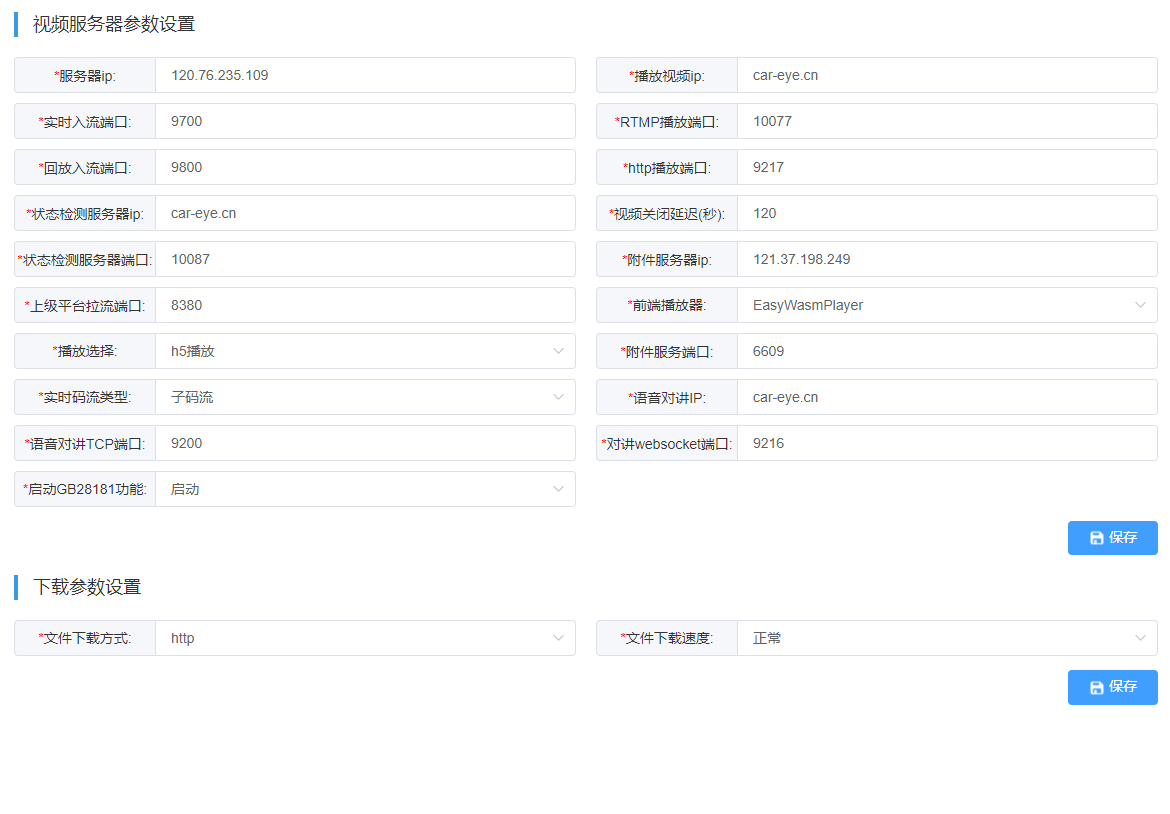 视频服务器参数设置
*服务器ip: 120.76.235.109 *播放视频ip: car-eye.cn
*实时入流端口: 9700 *RTMP播放端口: 10077
*回放入流端口: 9800 *http播放端口: 9217
*状态检测服务器ip: car-eye.cn *视频关闭延迟(秒): 120
*状态检测服务器端口: 10087 *附件服务器ip: 121.37.198.249
*上级平台拉流端口: 8380 *前端播放器: EasyWasmPlayer
*播放选择: h5播放 *附件服务端口: 6609
*实时码流类型: 子码流 *语音对讲IP: car-eye.cn
*语音对讲TCP端口: 9200 *对讲websocket端口: 9216
*启动GB28181功能: 启动
保存
下载参数设置
*文件下载方式: http *文件下载速度: 正常
保存